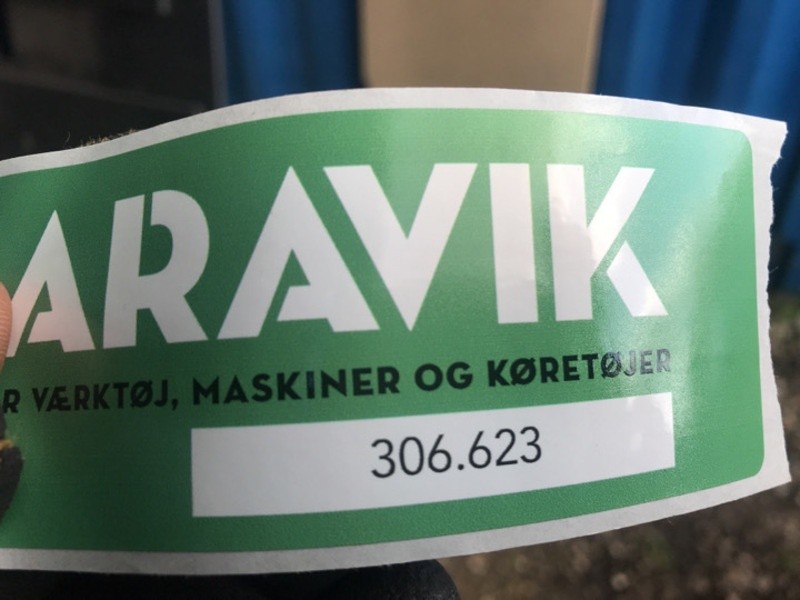 ARAVIK
R VÆRKTØJ, MASKINER OG KØRETØJER
306.623